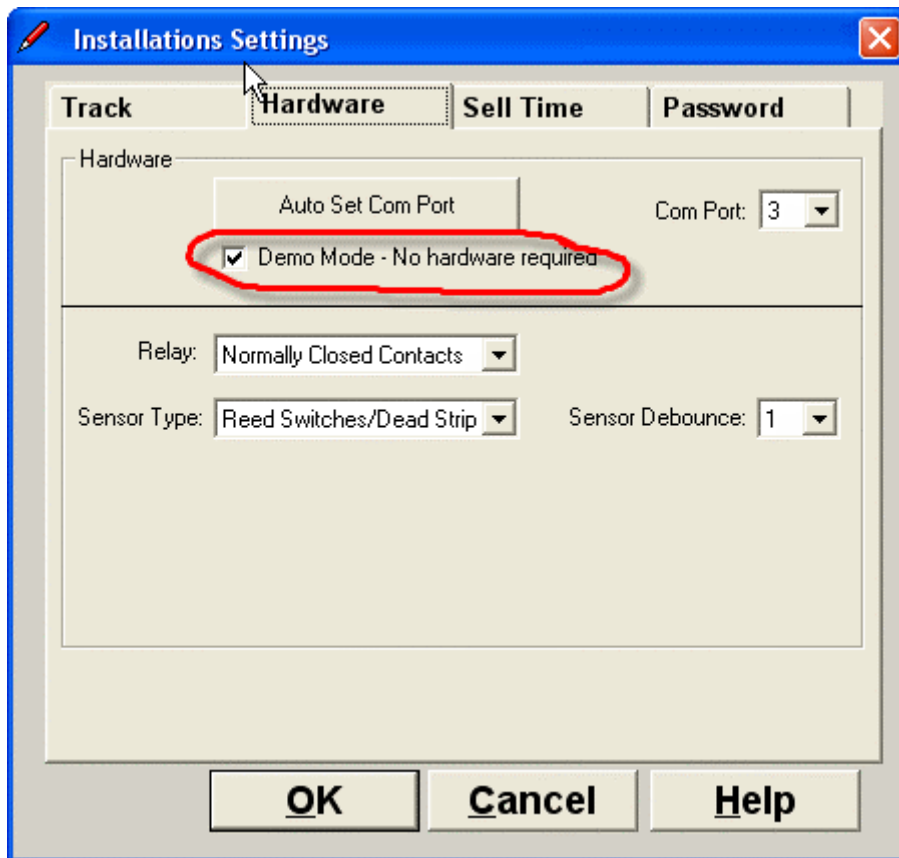 Installations Settings
Track Hardware Sell Time Password
Hardware
Auto Set Com Port Com Port: 3
Demo Mode - No hardware required
Relay: Normally Closed Contacts
Sensor Type: Reed Switches/Dead Strip Sensor Debounce: 1
OK Cancel Help